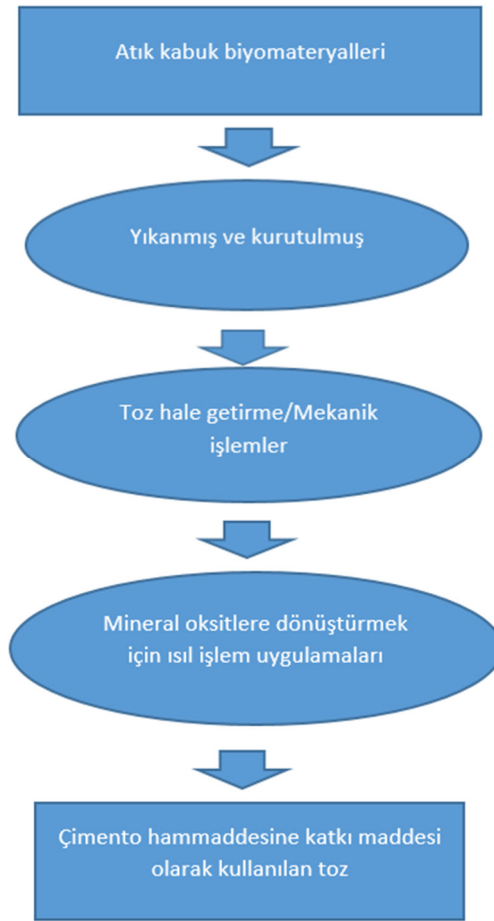 Atık kabuk biyomateryalleri
Yıkanmış ve kurutulmuş
Toz hale getirme/Mekanik
işlemler
Mineral oksitlere dönüştürmek
için ısıl işlem uygulamaları
Çimento hammaddesine katkı maddesi
olarak kullanılan toz